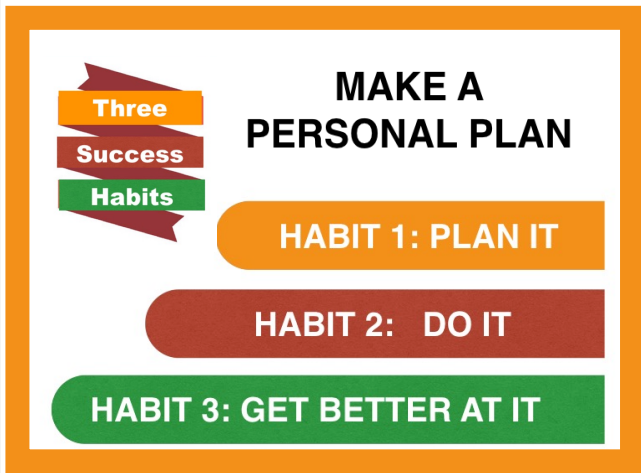 Three
Success
Habits
MAKE A
PERSONAL PLAN
HABIT 1: PLAN IT
HABIT 2: DO IT
HABIT 3: GET BETTER AT IT